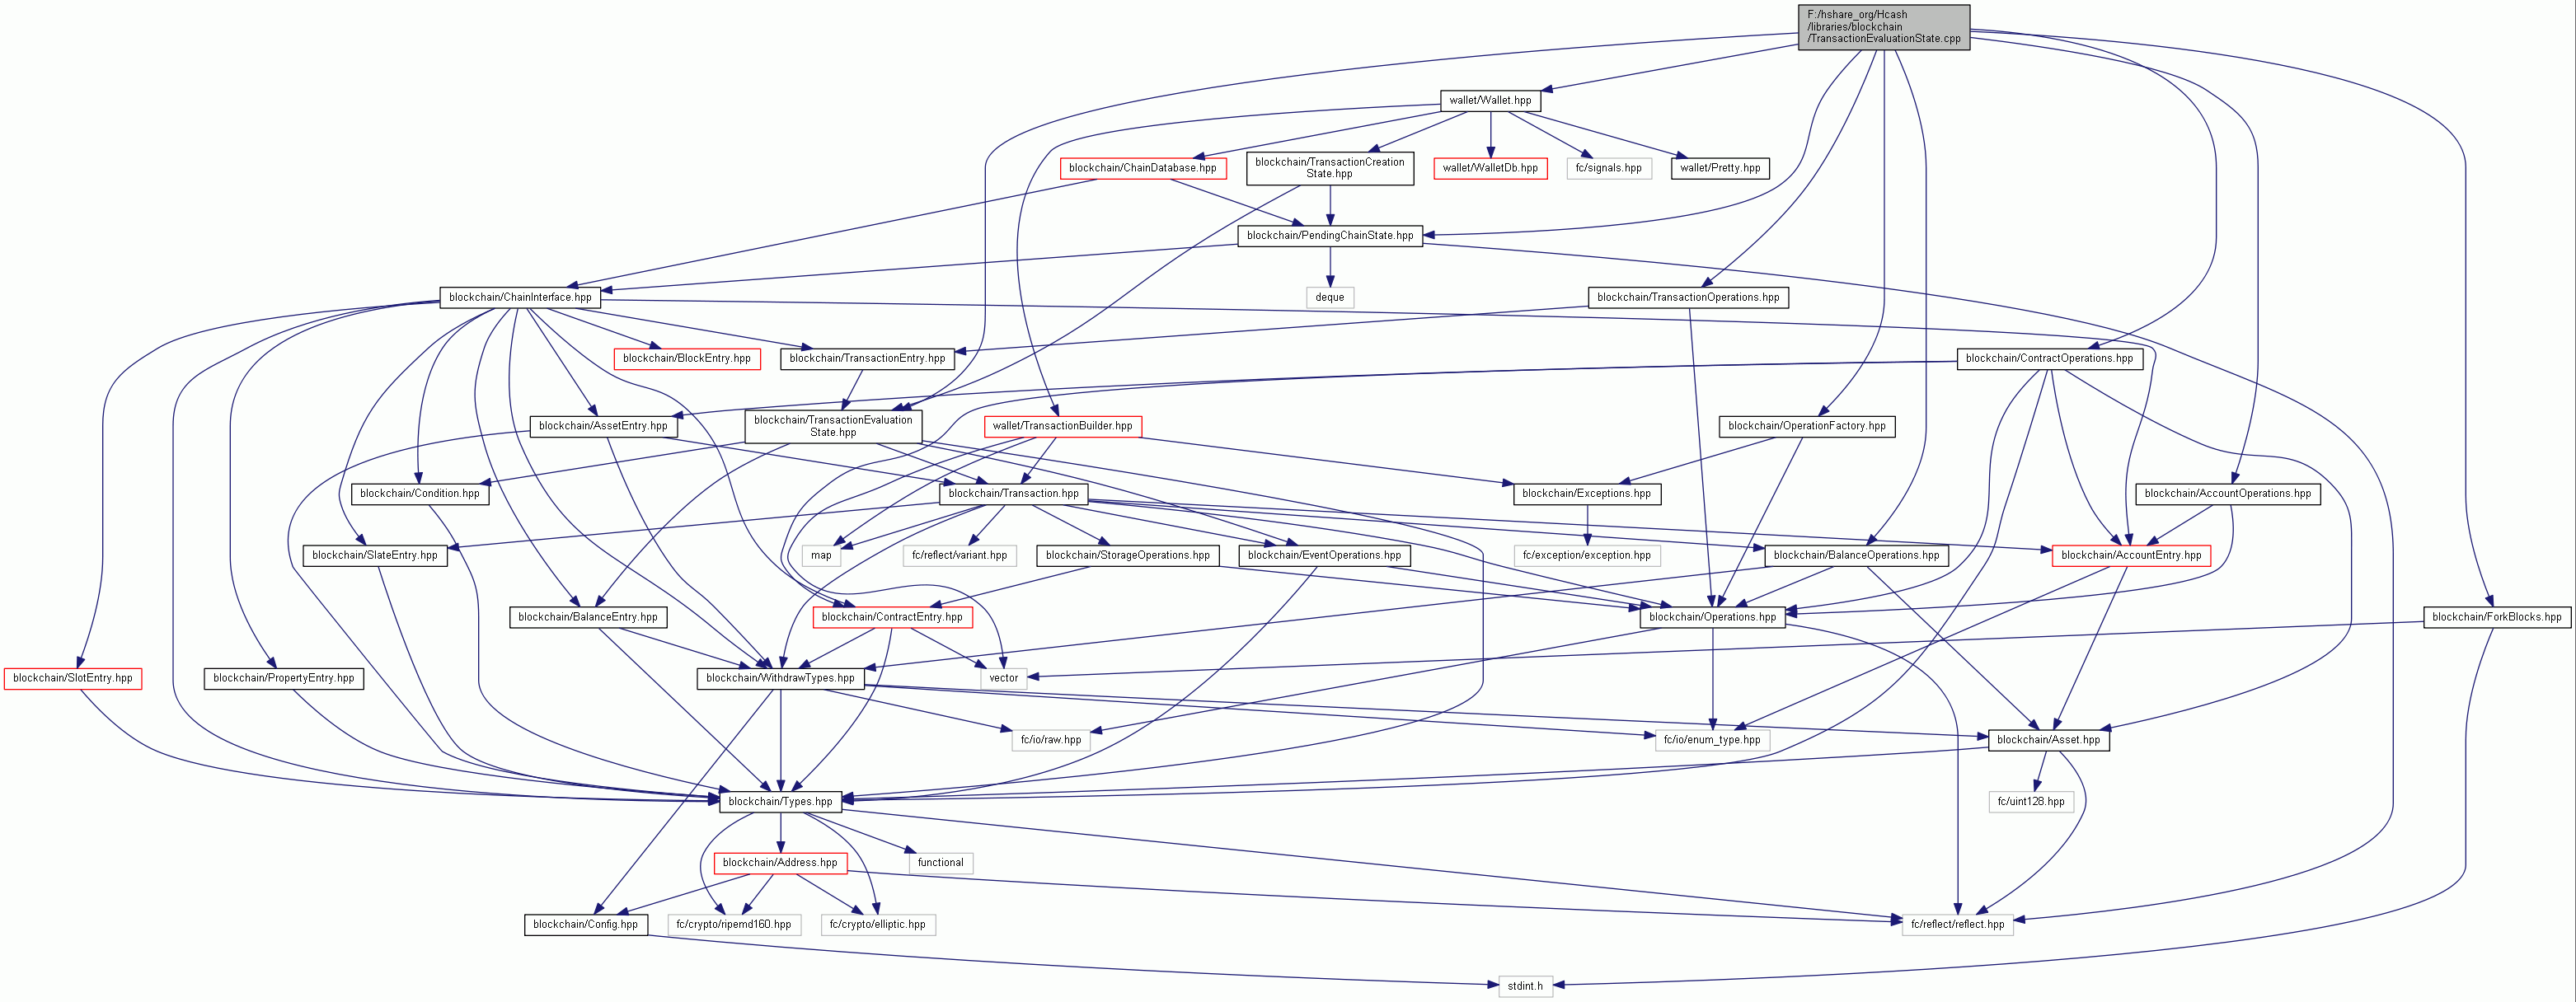 F:/hshare_org/Hcash
/libraries/blockchain
/TransactionEvaluationState.cpp
wallet/Wallet.hpp
blockchain/ChainDatabase.hpp
blockchain/TransactionCreation
State.hpp
wallet/WalletDb.hpp
fc/signals.hpp
wallet/Pretty.hpp
blockchain/PendingChainState.hpp
blockchain/ChainInterface.hpp
deque
blockchain/TransactionOperations.hpp
blockchain/BlockEntry.hpp
blockchain/TransactionEntry.hpp
blockchain/ContractOperations.hpp
blockchain/AssetEntry.hpp
blockchain/TransactionEvaluation
State.hpp
wallet/TransactionBuilder.hpp
blockchain/OperationFactory.hpp
blockchain/Condition.hpp
blockchain/Transaction.hpp
blockchain/Exceptions.hpp
blockchain/AccountOperations.hpp
blockchain/SlateEntry.hpp
map
fc/reflect/variant.hpp
blockchain/StorageOperations.hpp
blockchain/EventOperations.hpp
fc/exception/exception.hpp
blockchain/BalanceOperations.hpp
blockchain/AccountEntry.hpp
blockchain/BalanceEntry.hpp
blockchain/ContractEntry.hpp
blockchain/Operations.hpp
blockchain/ForkBlocks.hpp
blockchain/SlotEntry.hpp
blockchain/PropertyEntry.hpp
blockchain/WithdrawTypes.hpp
vector
fc/io/raw.hpp
fc/io/enum_type.hpp
blockchain/Asset.hpp
blockchain/Types.hpp
fc/uint128.hpp
blockchain/Address.hpp
functional
blockchain/Config.hpp
fc/crypto/ripemd160.hpp
fc/crypto/elliptic.hpp
fc/reflect/reflect.hpp
stdint.h